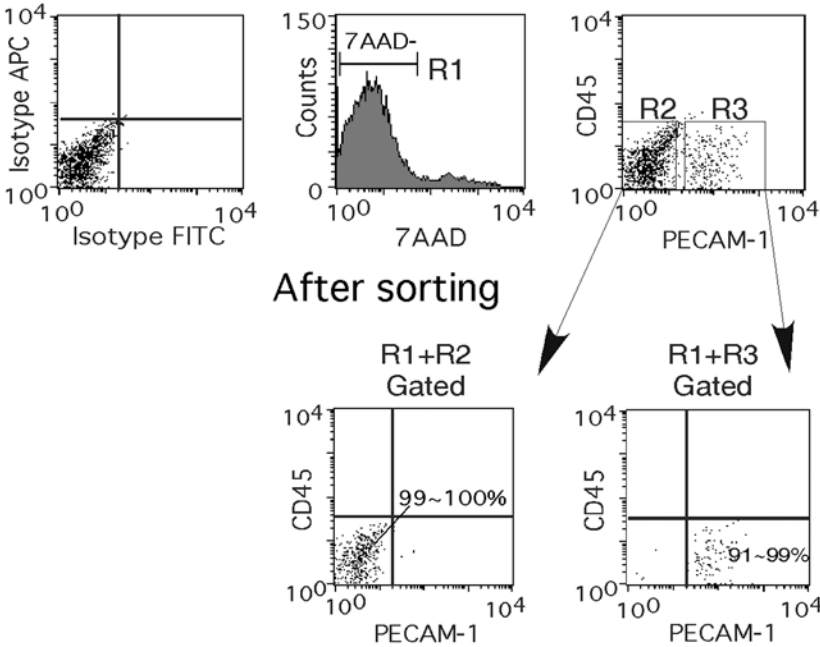 10⁴
Isotype APC
10⁰
10⁰ 10⁴
Isotype FITC
150
Counts
0
7AAD-
R1
10⁰ 10⁴
7AAD
10⁴
CD45
10⁰
R2 R3
10⁰ 10⁴
PECAM-1
After sorting
R1+R2
Gated
10⁴
CD45
10⁰
99~100%
10⁰ 10⁴
PECAM-1
R1+R3
Gated
10⁴
CD45
10⁰
91~99%
10⁰ 10⁴
PECAM-1